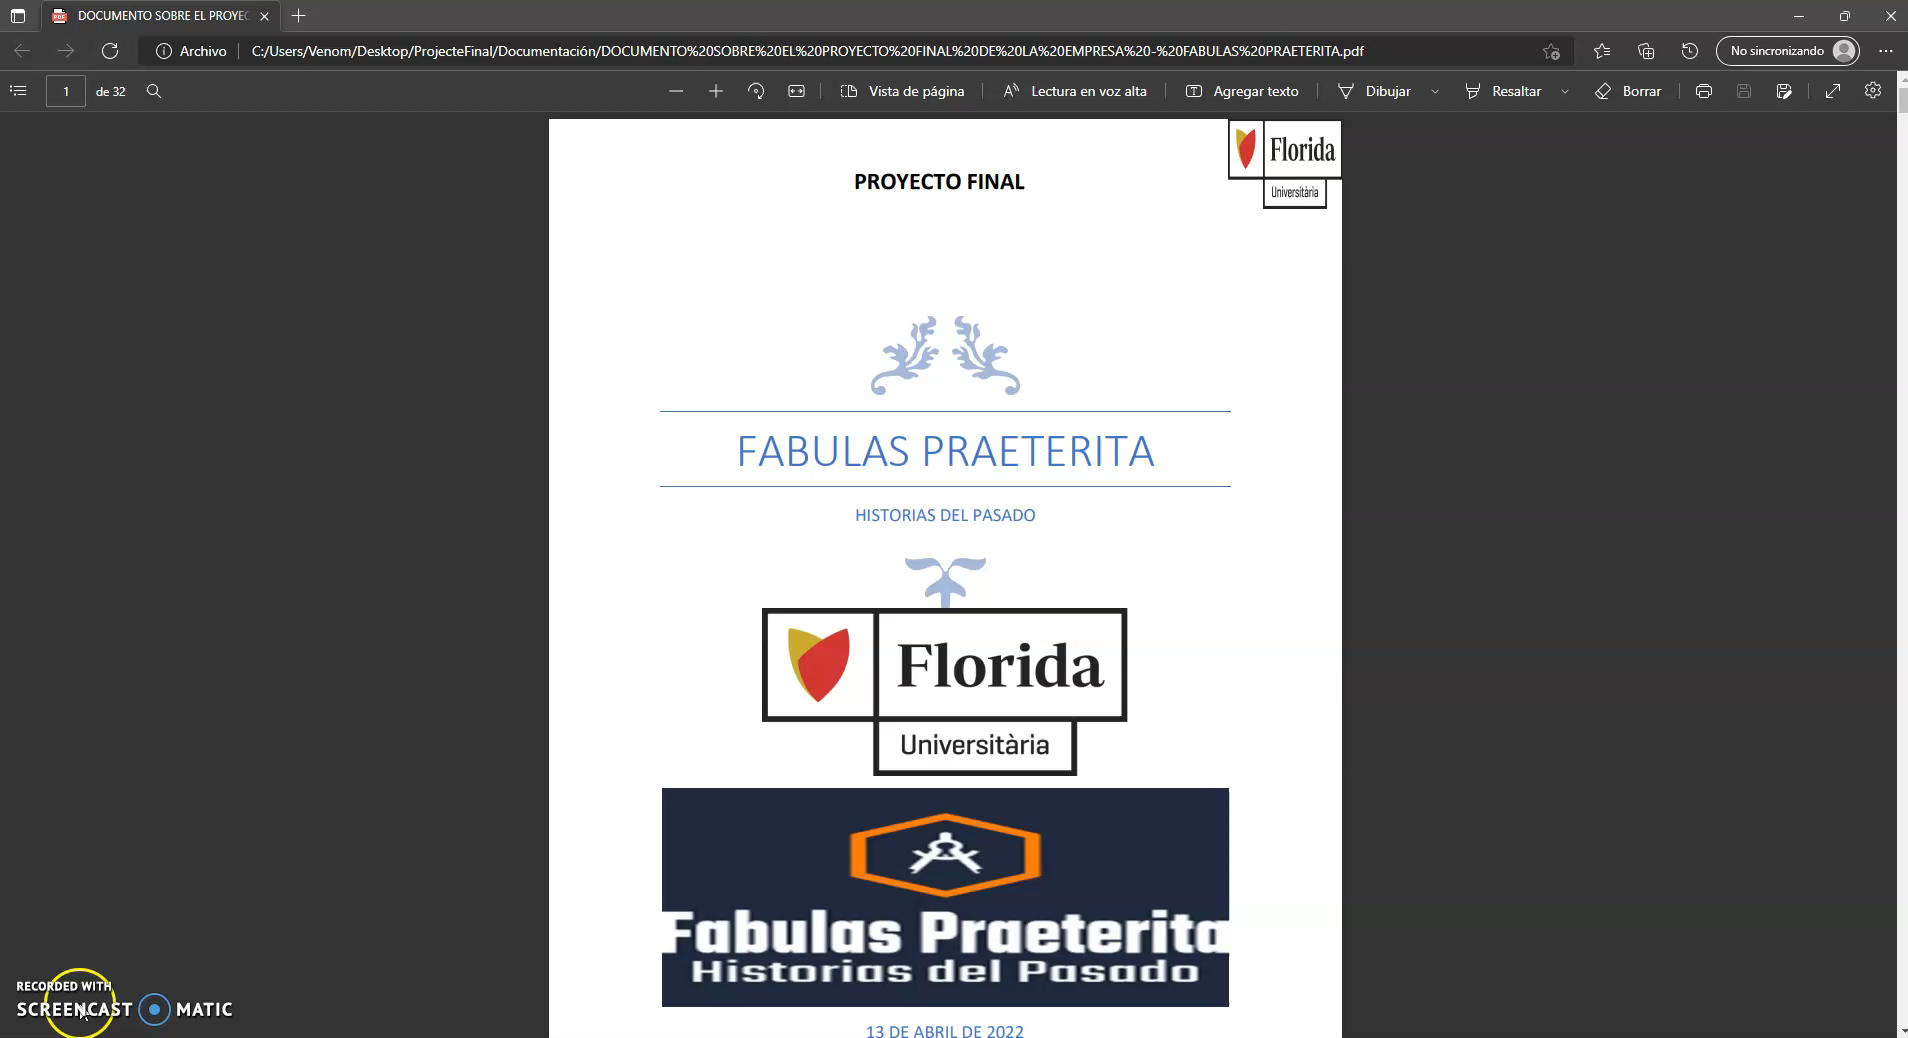 DOCUMENTO SOBRE EL PROYEC
Archivo
C:/Users/Venom/Desktop/ProjecteFinal/Documentación/DOCUMENTO%20SOBRE%20EL%20PROYECTO%20FINAL%20DE%20LA%20EMPRESA%20-%20FABULAS%20PRAETERITA.pdf
No sincronizando
1
de 32
Vista de página
Lectura en voz alta
Agregar texto
Dibujar
Resaltar
Borrar
Florida
Universitària
PROYECTO FINAL
FABULAS PRAETERITA
HISTORIAS DEL PASADO
Florida
Universitària
Fabulas Praeterita
Historias del Pasado
13 DE ABRIL DE 2022
RECORDED WITH
SCREENCAST MATIC